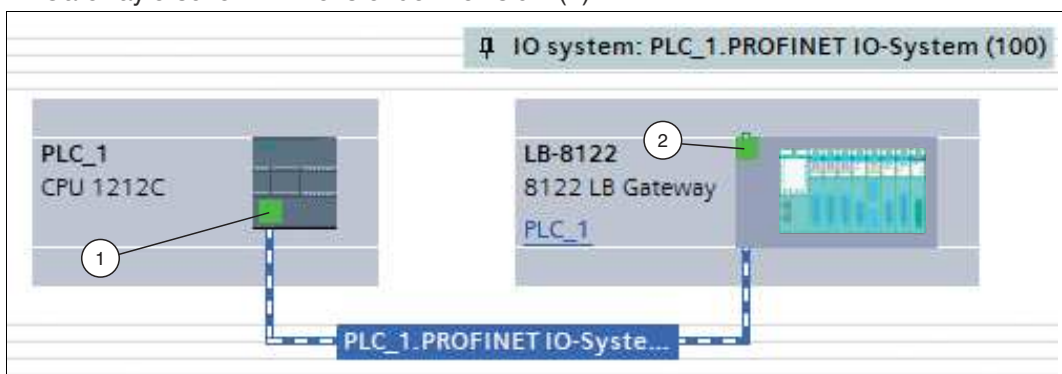 IO system: PLC_1.PROFINET IO-System (100)
PLC_1
CPU 1212C
1
LB-8122
8122 LB Gateway
PLC_1
2
PLC_1.PROFINET IO-Syste...